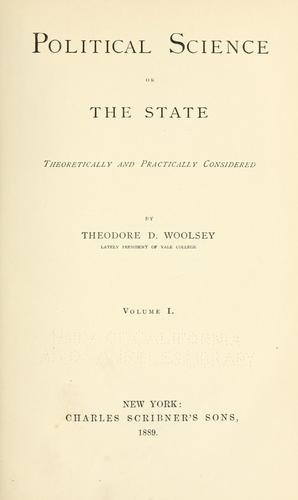 POLITICAL SCIENCE
OR
THE STATE
THEORETICALLY AND PRACTICALLY CONSIDERED
BY
THEODORE D. WOOLSEY
LATELY PRESIDENT OF YALE COLLEGE
VOLUME I.
NEW YORK:
CHARLES SCRIBNER'S SONS,
1889.